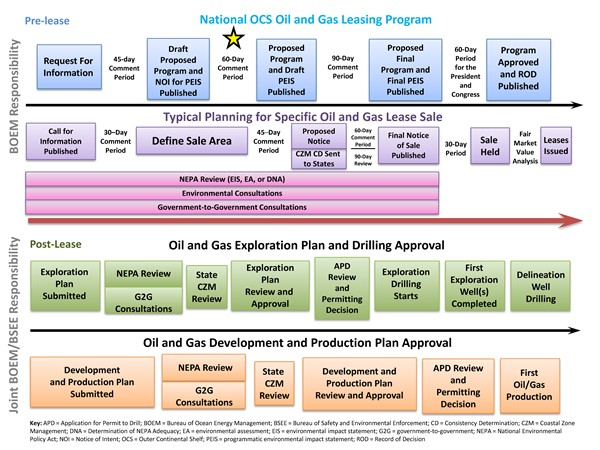 Pre-lease
National OCS Oil and Gas Leasing Program
BOEM Responsibility
Request For
Information
45-day
Comment
Period
Draft
Proposed
Program and
NOI for PEIS
Published
60-day
Comment
Period
Proposed
Program
and Draft
PEIS
Published
90-day
Comment
Period
Proposed
Final
Program and
Final PEIS
Published
60-day
Period
for the
President
and
Congress
Program
Approved
and ROD
Published
Typical Planning for Specific Oil and Gas Lease Sale
Call for
Information
Published
30–Day
Comment
Period
Define Sale Area
45-Day
Comment
Period
Proposed
Notice
CZM CD Sent
to States
60-Day
Comment
Period
90-Day
Review
Final Notice
of Sale
Published
30-Day
Period
Sale
Held
Fair
Market
Value
Analysis
Leases
Issued
NEPA Review (EIS, EA, or DNA)
Environmental Consultations
Government-to-Government Consultations
Joint BOEM/BSEE Responsibility
Post-Lease
Oil and Gas Exploration Plan and Drilling Approval
Exploration
Plan
Submitted
NEPA Review
G2G
Consultations
State
CZM
Review
Exploration
Plan
Review and
Approval
APD
Review
and
Permitting
Decision
Exploration
Drilling
Starts
First
Exploration
Well(s)
Completed
Delineation
Well
Drilling
Oil and Gas Development and Production Plan Approval
Development
and Production Plan
Submitted
NEPA Review
G2G
Consultations
State
CZM
Review
Development and
Production Plan
Review and Approval
APD Review
and
Permitting
Decision
First
Oil/Gas
Production
Key: APD = Application for Permit to Drill; BOEM = Bureau of Ocean Energy Management; BSEE = Bureau of Safety and Environmental Enforcement; CD = Consistency Determination; CZM = Coastal Zone
Management; DNA = Determination of NEPA Adequacy; EA = environmental assessment; EIS = environmental impact statement; G2G = government-to-government; NEPA = National Environmental
Policy Act; NOI = Notice of Intent; OCS = Outer Continental Shelf; PEIS = programmatic environmental impact statement; ROD = Record of Decision